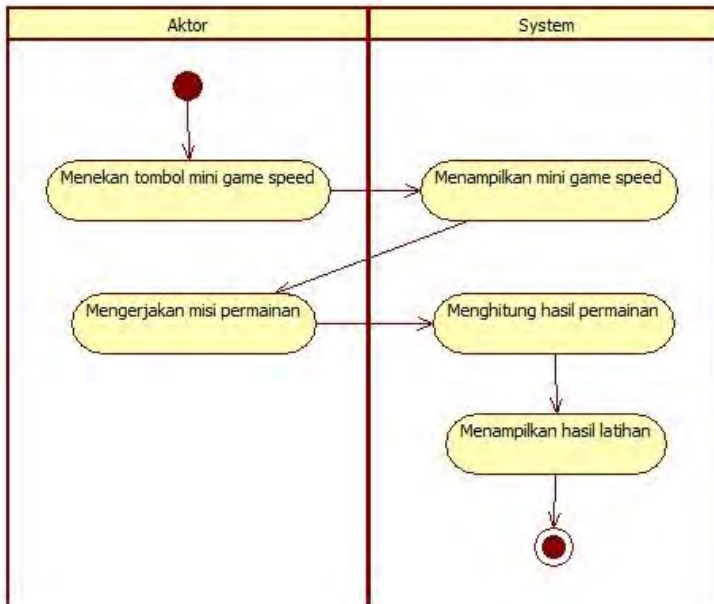 Aktor
System
Menekan tombol mini game speed
Menampilkan mini game speed
Mengerjakan misi permainan
Menghitung hasil permainan
Menampilkan hasil latihan